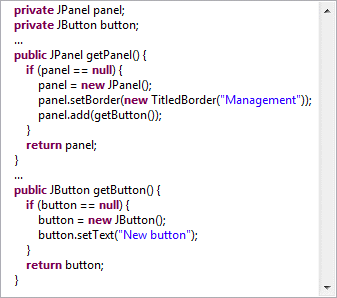 private JPanel panel;
private JButton button;
...
public JPanel getPanel() {
if (panel == null) {
panel = new JPanel();
panel.setBorder(new TitledBorder("Management"));
panel.add(getButton());
}
return panel;
}
...
public JButton getButton() {
if (button == null) {
button = new JButton();
button.setText("New button");
}
return button;
}